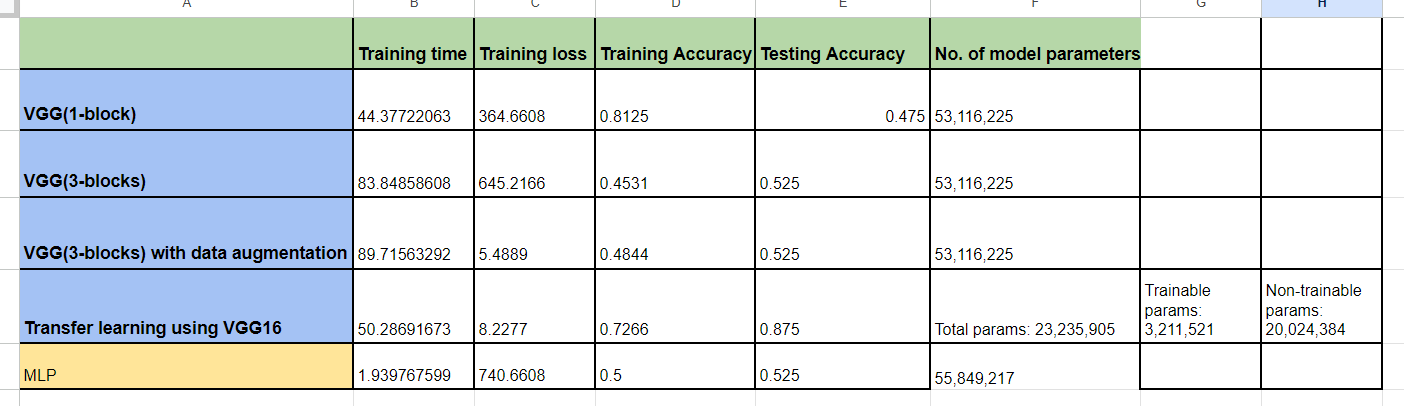 A B C D E F G H
Training time Training loss Training Accuracy Testing Accuracy No. of model parameters
VGG(1-block) 44.37722063 364.6608 0.8125 0.475 53,116,225
VGG(3-blocks) 83.84858608 645.2166 0.4531 0.525 53,116,225
VGG(3-blocks) with data augmentation 89.71563292 5.4889 0.4844 0.525 53,116,225
Transfer learning using VGG16 50.28691673 8.2277 0.7266 0.875 Total params: 23,235,905
Trainable
params:
3,211,521
Non-trainable
params:
20,024,384
MLP 1.939767599 740.6608 0.5 0.525 55,849,217